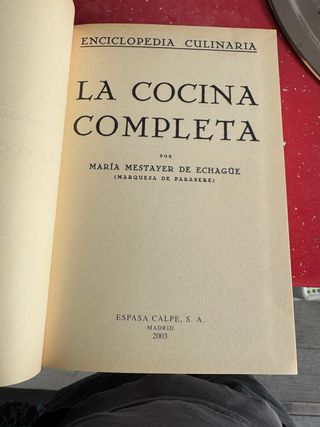 ENCICLOPEDIA CULINARIA
LA COCINA
COMPLETA
POR
MARÍA MESTAYER DE ECHAGÜE
(MARQUESA DE PARABERE)
ESPASA CALPE, S. A.
MADRID
2003